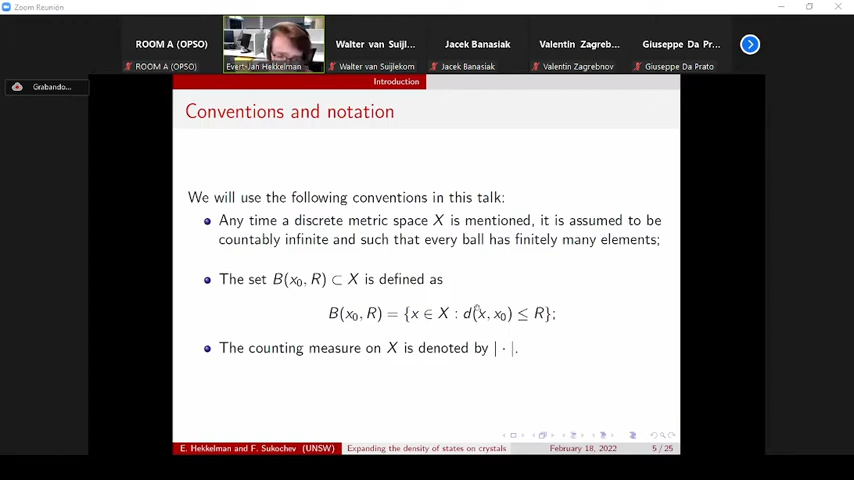 Zoom Reunión
ROOM A (OPSO)
Walter van Suijl...
Jacek Banasiak
Valentin Zagreb...
Giuseppe Da Pr...
ROOM A (OPSO)
Evert-Jan Hekkelman
Walter van Suijlekom
Jacek Banasiak
Valentin Zagrebnov
Giuseppe Da Prato
Grabando...
Introduction
Conventions and notation
We will use the following conventions in this talk:
Any time a discrete metric space X is mentioned, it is assumed to be
countably infinite and such that every ball has finitely many elements;
The set B(x₀, R) ⊂ X is defined as
B(x₀, R) = {x ∈ X : d(x, x₀) ≤ R};
The counting measure on X is denoted by | · |.
E. Hekkelman and F. Sukochev (UNSW)
Expanding the density of states on crystals
February 18, 2022
5 / 25